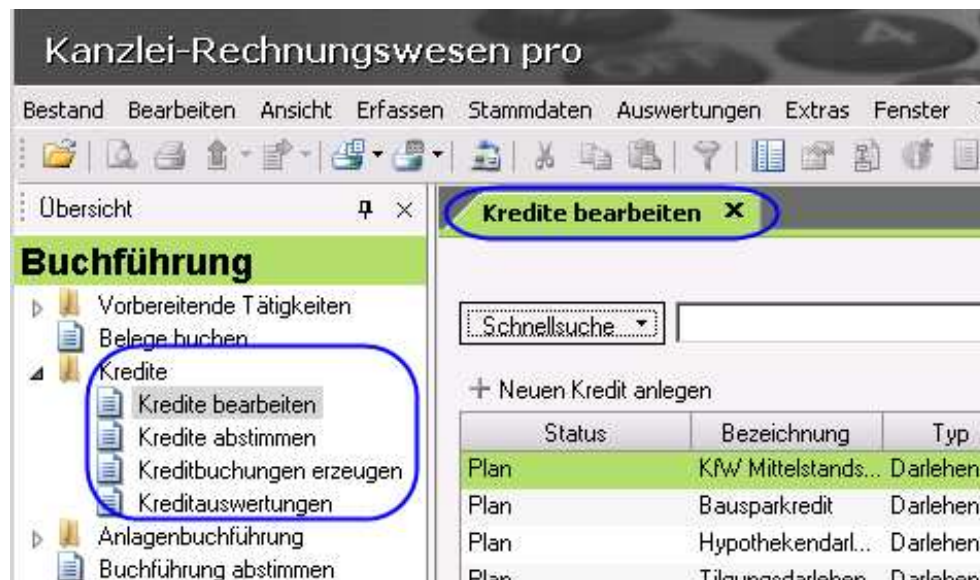 Kanzlei-Rechnungswesen pro
Bestand Bearbeiten Ansicht Erfassen Stammdaten Auswertungen Extras Fenster
Übersicht
Kredite bearbeiten
Buchführung
Vorbereitende Tätigkeiten
Belege buchen
Kredite
Kredite bearbeiten
Kredite abstimmen
Kreditbuchungen erzeugen
Kreditauswertungen
Anlagenbuchführung
Buchführung abstimmen
Schnellsuche
Neuen Kredit anlegen
Status Bezeichnung Typ
Plan KfW Mittelstands... Darlehen
Plan Bausparkredit Darlehen
Plan Hypothekendarl... Darlehen
Plan Tilgungsdarlehen Darlehen